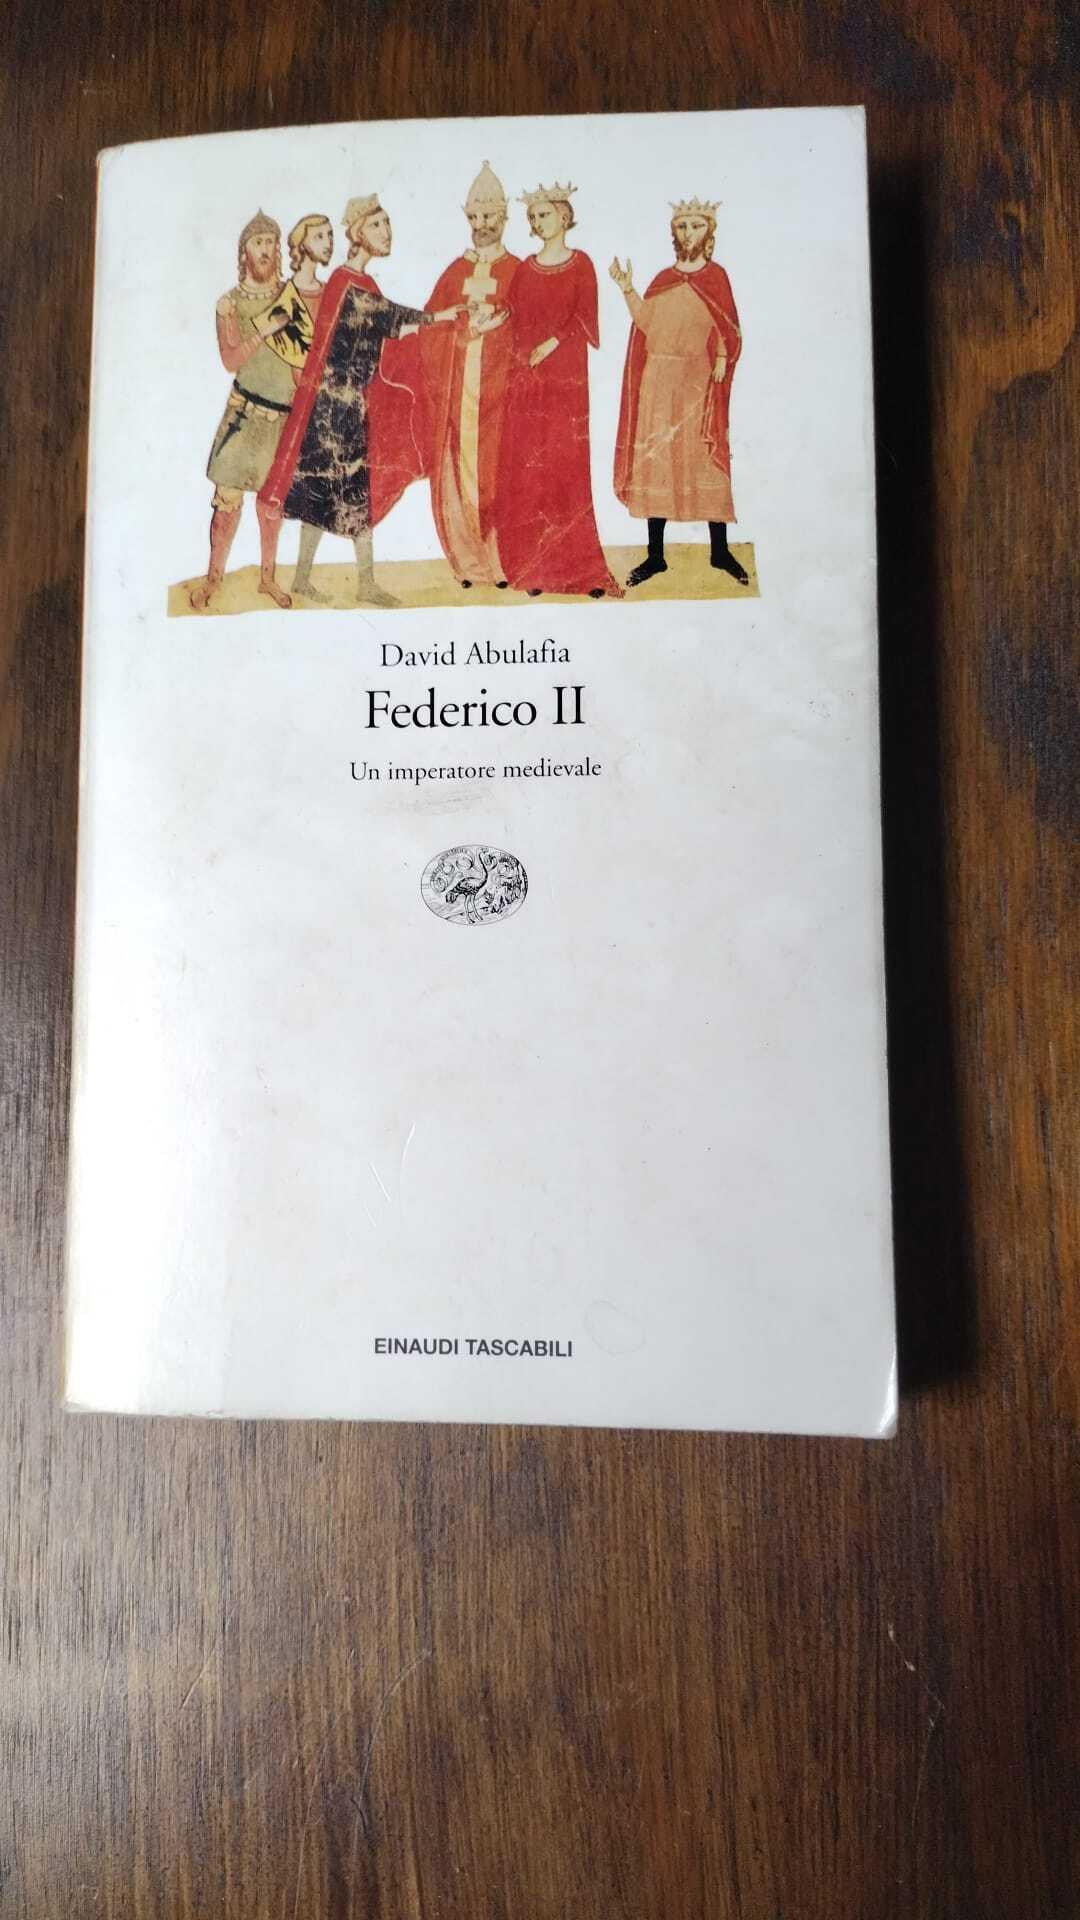 David Abulafia
Federico II
Un imperatore medievale
EINAUDI TASCABILI